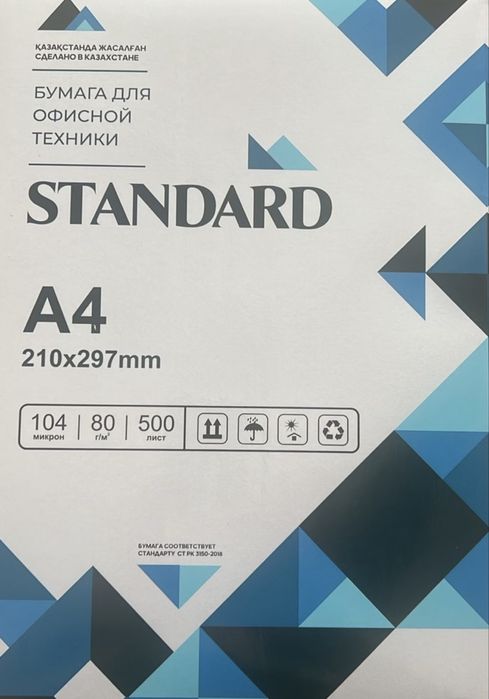 ҚАЗАҚСТАНДА ЖАСАЛҒАН
СДЕЛАНО В КАЗАХСТАНЕ
БУМАГА ДЛЯ
ОФИСНОЙ
ТЕХНИКИ
STANDARD
A4
210x297mm
104 | 80 | 500
микрон г/м² лист
БУМАГА СООТВЕТСТВУЕТ
СТАНДАРТУ СТ РК 3150-2018